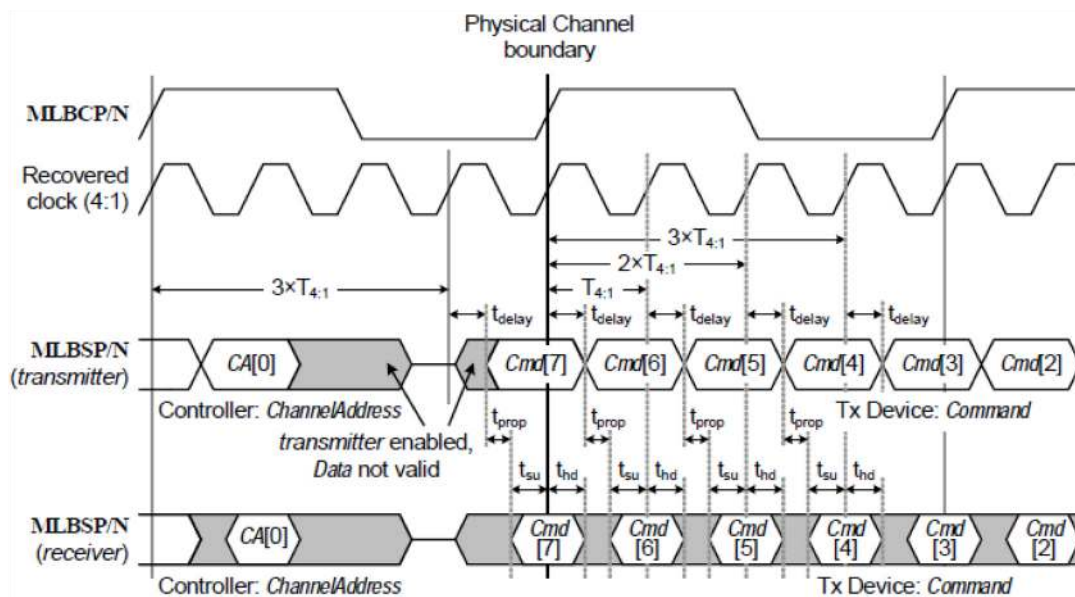 Physical Channel
boundary
MLBCP/N
Recovered
clock (4:1)
3×T4:1
2×T4:1
3×T4:1
T4:1
tdelay tdelay tdelay tdelay tdelay
MLBSP/N
(transmitter)
CA[0] Cmd[7] Cmd[6] Cmd[5] Cmd[4] Cmd[3] Cmd[2]
Controller: ChannelAddress
Tx Device: Command
transmitter enabled,
Data not valid
tprop tprop tprop tprop
tsu thd tsu thd tsu thd tsu thd
MLBSP/N
(receiver)
CA[0] Cmd [7] Cmd [6] Cmd [5] Cmd [4] Cmd [3] Cmd [2]
Controller: ChannelAddress
Tx Device: Command